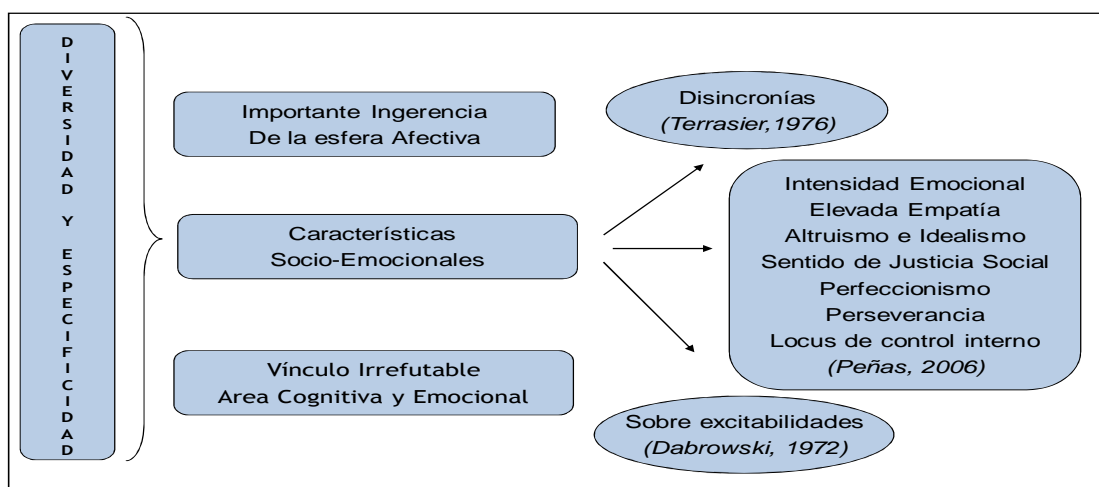 DIVERSIDAD Y ESPECIFICIDAD
Importante Ingerencia
De la esfera Afectiva
Características
Socio-Emocionales
Vínculo Irrefutable
Area Cognitiva y Emocional
Disincronías
(Terrasier,1976)
Intensidad Emocional
Elevada Empatía
Altruismo e Idealismo
Sentido de Justicia Social
Perfeccionismo
Perseverancia
Locus de control interno
(Peñas, 2006)
Sobre excitabilidades
(Dabrowski, 1972)